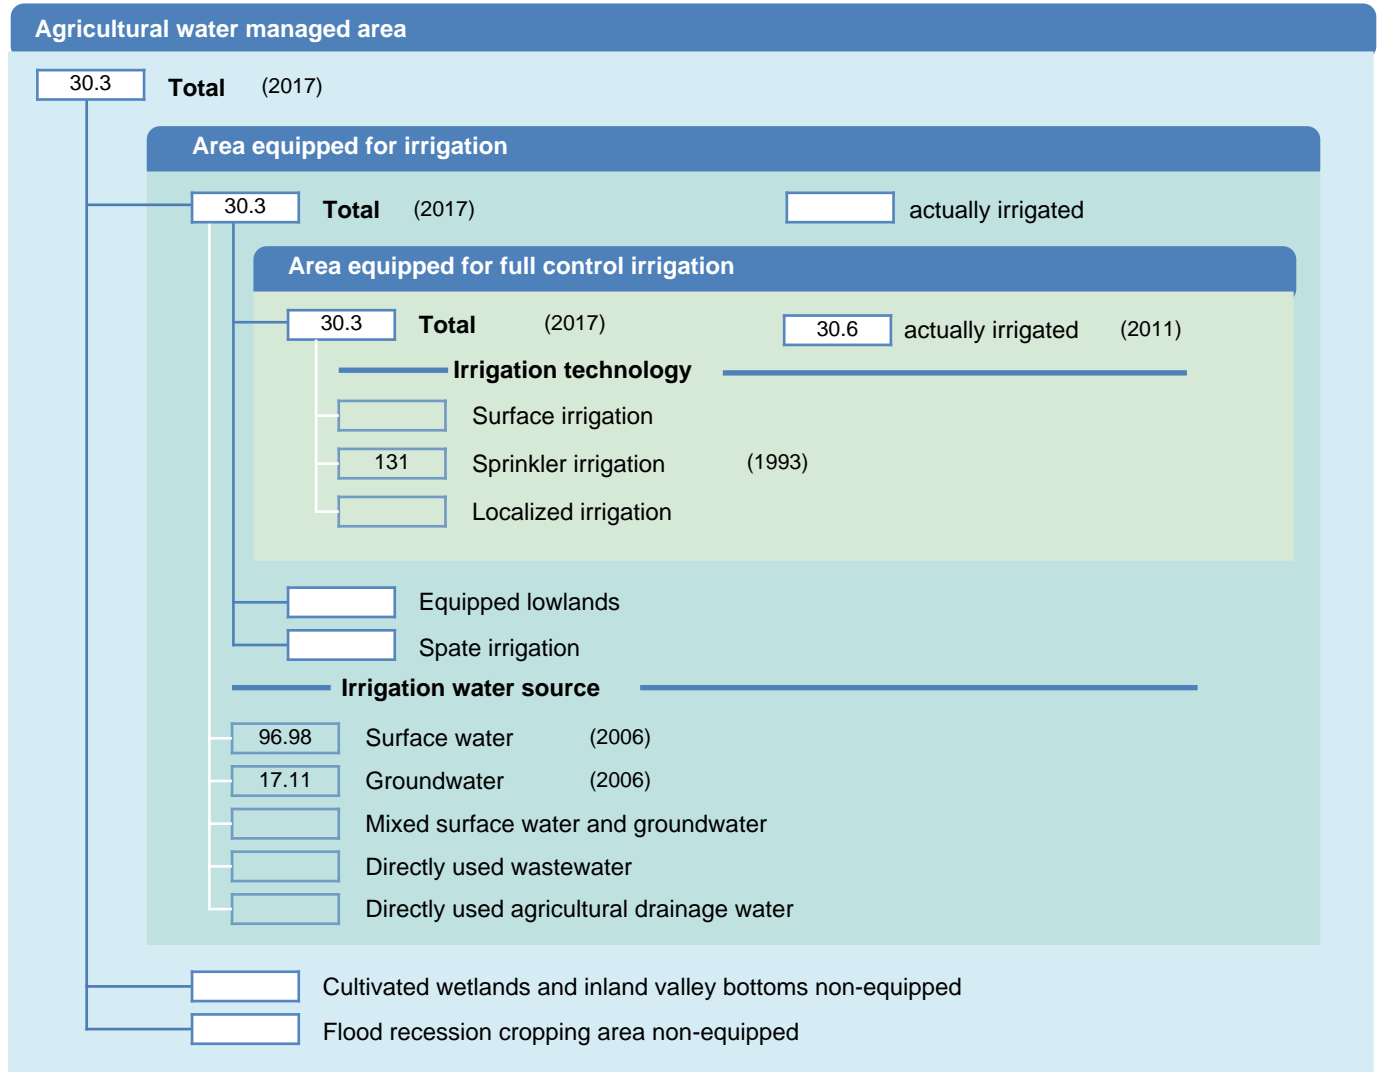 Agricultural water managed area
30.3 Total (2017)
Area equipped for irrigation
30.3 Total (2017) actually irrigated
Area equipped for full control irrigation
30.3 Total (2017) 30.6 actually irrigated (2011)
Irrigation technology
Surface irrigation
131 Sprinkler irrigation (1993)
Localized irrigation
Equipped lowlands
Spate irrigation
Irrigation water source
96.98 Surface water (2006)
17.11 Groundwater (2006)
Mixed surface water and groundwater
Directly used wastewater
Directly used agricultural drainage water
Cultivated wetlands and inland valley bottoms non-equipped
Flood recession cropping area non-equipped